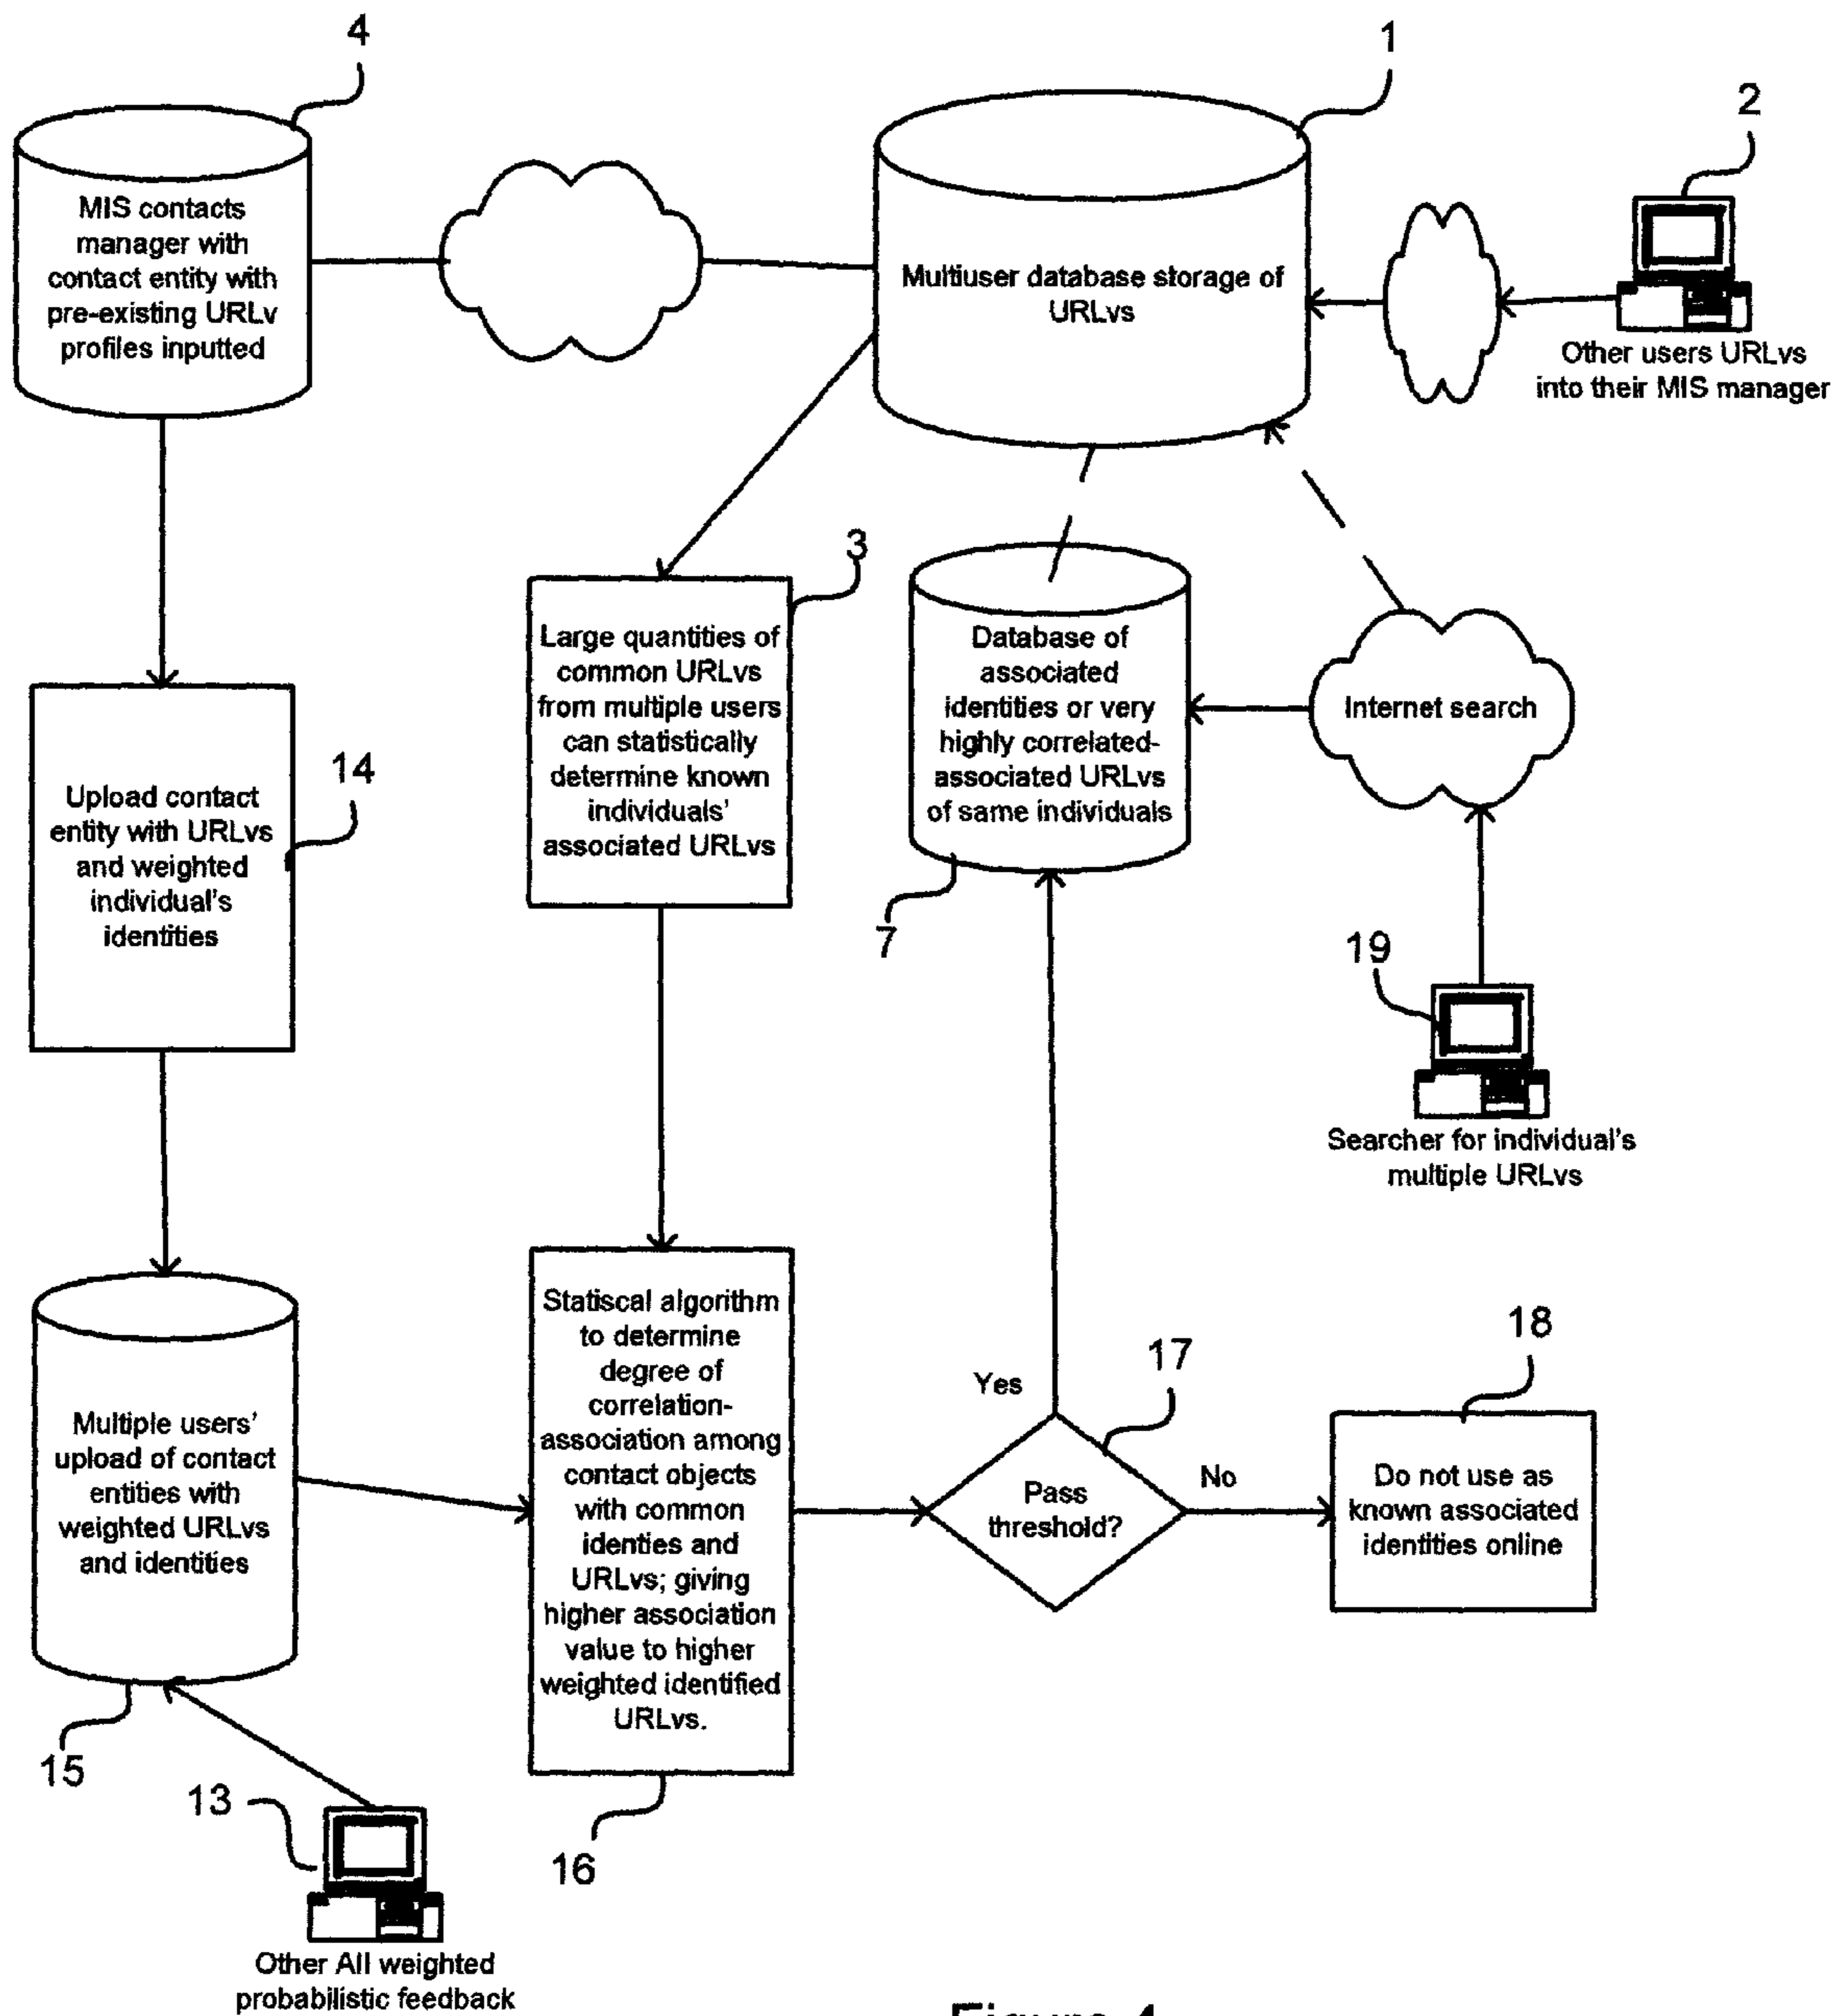 4
1
2
MIS contacts
manager with
contact entity with
pre-existing URLv
profiles inputted
Multiuser database storage of
URLvs
Other users URLvs
into their MIS manager
3
Large quantities of
common URLvs
from multiple users
can statistically
determine known
individuals'
associated URLvs
Database of
associated
identities or very
highly correlated-
associated URLvs
of same individuals
7
Internet search
14
Upload contact
entity with URLvs
and weighted
individual's
identities
19
Searcher for individual's
multiple URLvs
Multiple users'
upload of contact
entities with
weighted URLvs
and identities
15
Statiscal algorithm
to determine
degree of
correlation-
association among
contact objects
with common
identies and
URLvs; giving
higher association
value to higher
weighted identified
URLvs.
16
Yes
17
Pass
threshold?
No
18
Do not use as
known associated
identities online
13
Other All weighted
probabilistic feedback